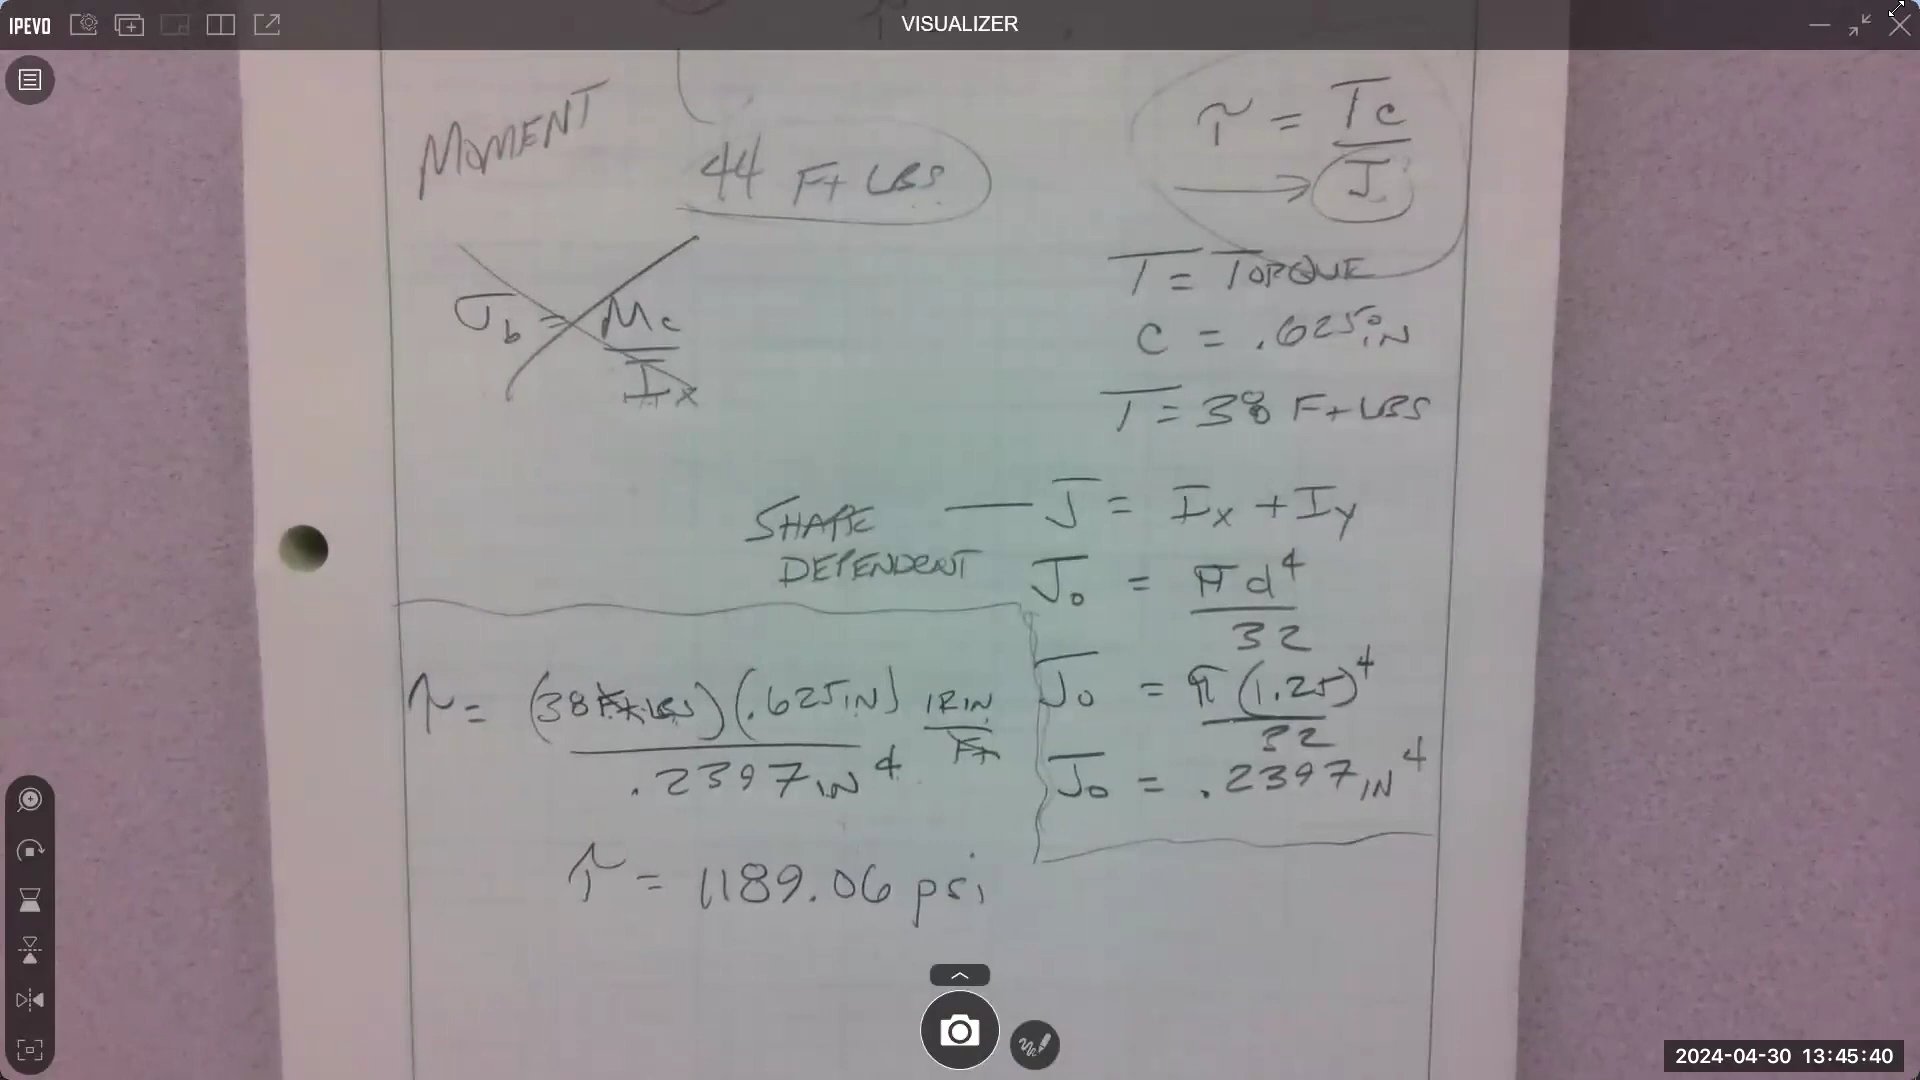 IPEVO
VISUALIZER
MOMENT
44 Ft LBS
τ = Tc / J
T = TORQUE
c = .625 in
T = 38 Ft LBS
σb = Mc / Ix
SHAPE DEPENDENT — J = Ix + Iy
Jo = π d⁴ / 32
Jo = π (1.25)⁴ / 32
Jo = .2397 IN⁴
τ = (38 Ft LBS) (.625 IN) / .2397 IN⁴ 12 IN / Ft
τ = 1189.06 psi
2024-04-30 13:45:40